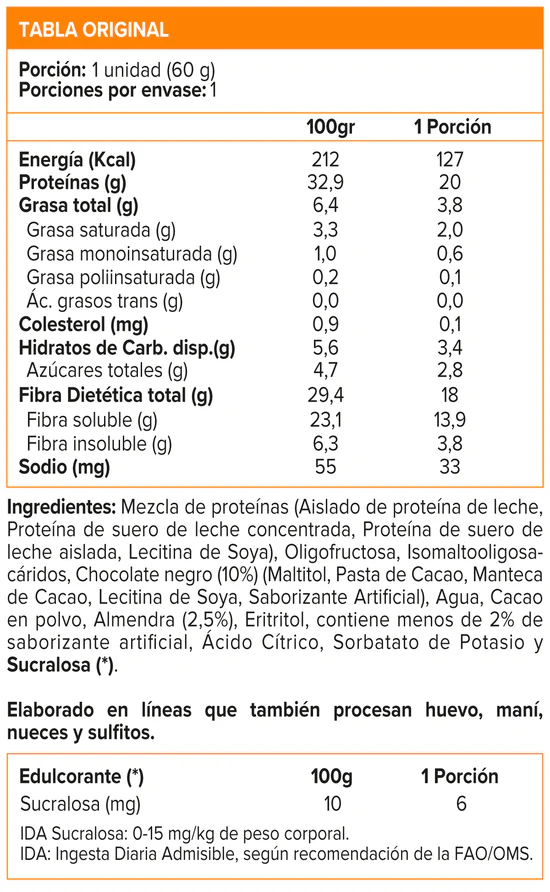 TABLA ORIGINAL
Porción: 1 unidad (60 g)
Porciones por envase: 1
100gr 1 Porción
Energía (Kcal) 212 127
Proteínas (g) 32,9 20
Grasa total (g) 6,4 3,8
Grasa saturada (g) 3,3 2,0
Grasa monoinsaturada (g) 1,0 0,6
Grasa poliinsaturada (g) 0,2 0,1
Ác. grasos trans (g) 0,0 0,0
Colesterol (mg) 0,9 0,1
Hidratos de Carb. disp.(g) 5,6 3,4
Azúcares totales (g) 4,7 2,8
Fibra Dietética total (g) 29,4 18
Fibra soluble (g) 23,1 13,9
Fibra insoluble (g) 6,3 3,8
Sodio (mg) 55 33
Ingredientes: Mezcla de proteínas (Aislado de proteína de leche,
Proteína de suero de leche concentrada, Proteína de suero de
leche aislada, Lecitina de Soya), Oligofructosa, Isomaltooligosa-
cáridos, Chocolate negro (10%) (Maltitol, Pasta de Cacao, Manteca
de Cacao, Lecitina de Soya, Saborizante Artificial), Agua, Cacao
en polvo, Almendra (2,5%), Eritritol, contiene menos de 2% de
saborizante artificial, Ácido Cítrico, Sorbatato de Potasio y
Sucralosa (*).
Elaborado en líneas que también procesan huevo, maní,
nueces y sulfitos.
Edulcorante (*) 100g 1 Porción
Sucralosa (mg) 10 6
IDA Sucralosa: 0-15 mg/kg de peso corporal.
IDA: Ingesta Diaria Admisible, según recomendación de la FAO/OMS.